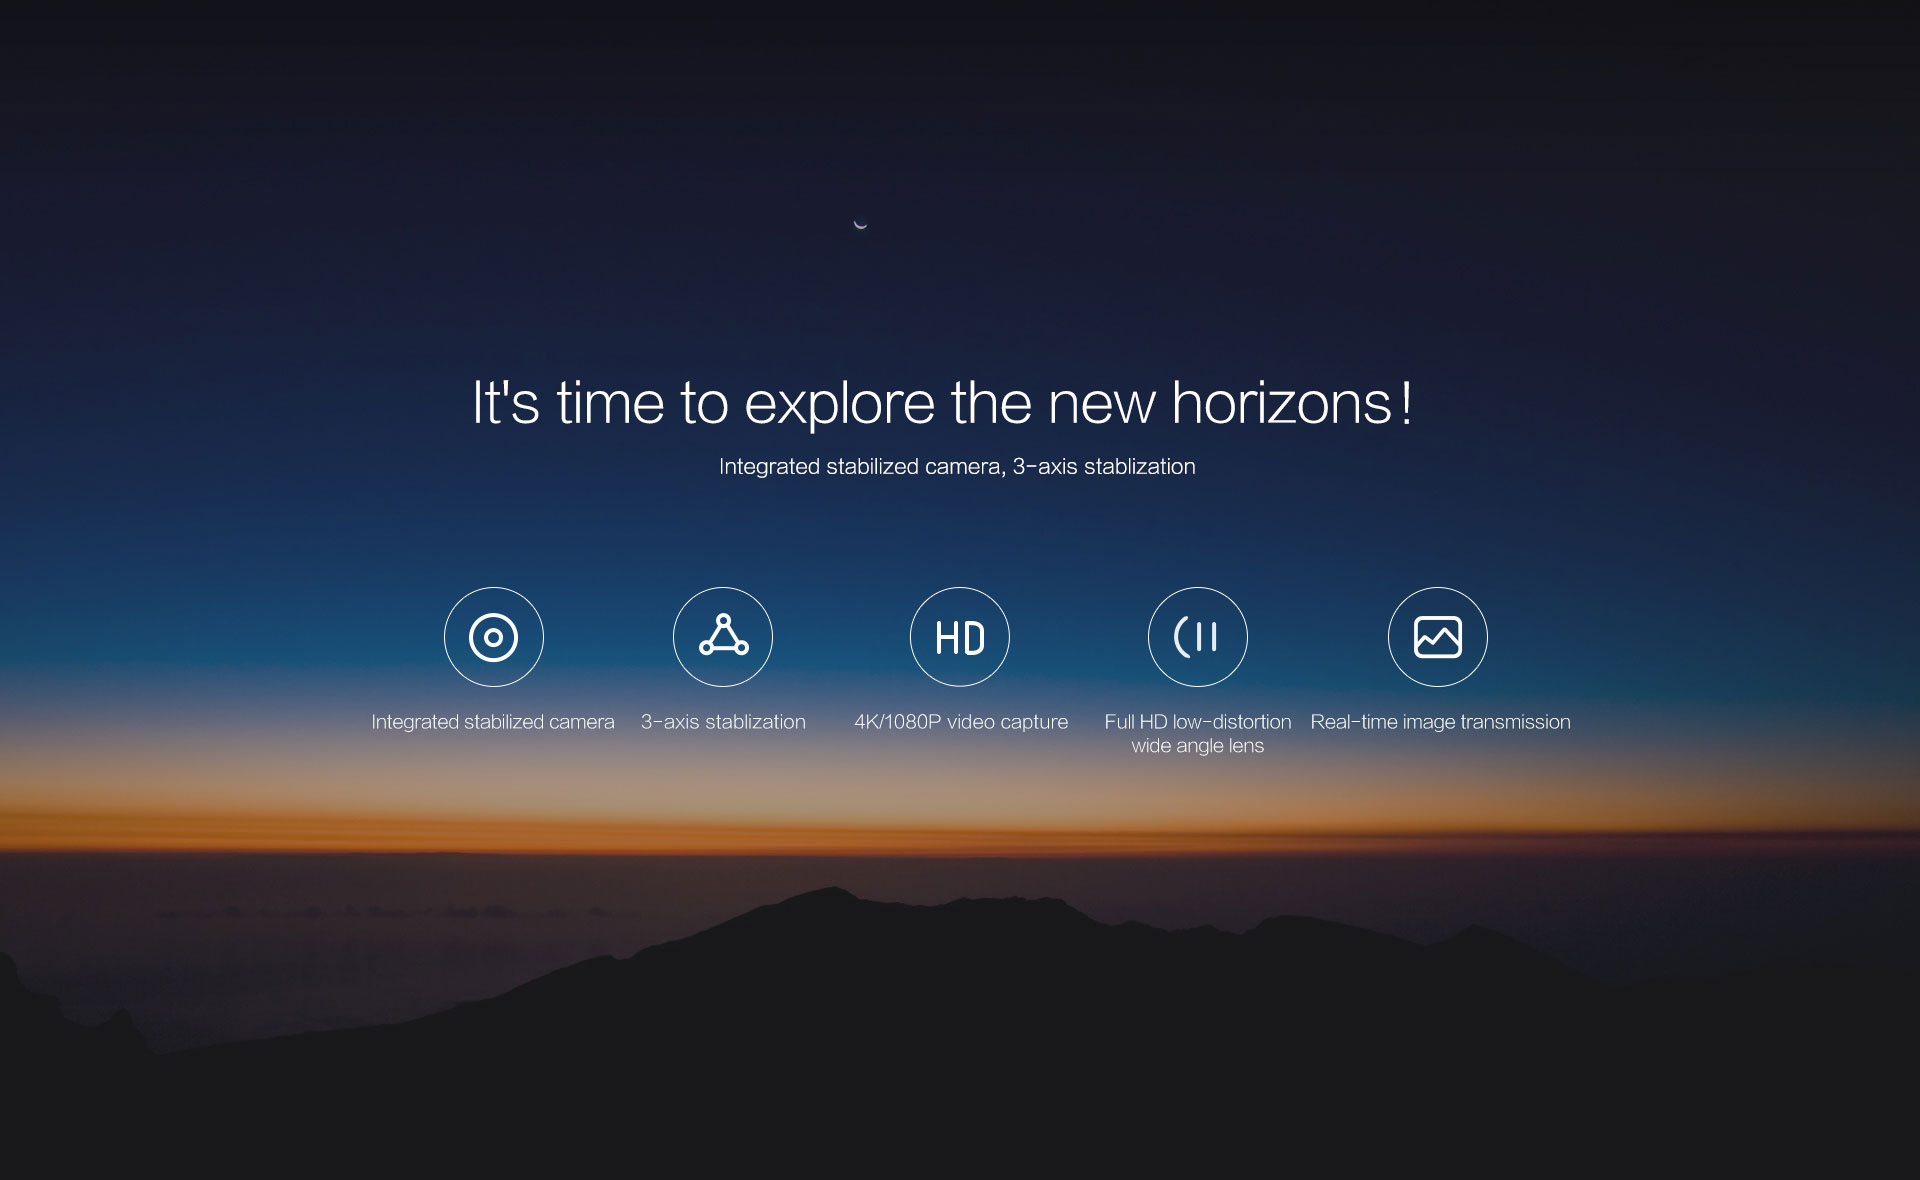 It's time to explore the new horizons!
Integrated stabilized camera, 3-axis stablization
HD
Integrated stabilized camera
3-axis stablization
4K/1080P video capture
Full HD low-distortion
wide angle lens
Real-time image transmission